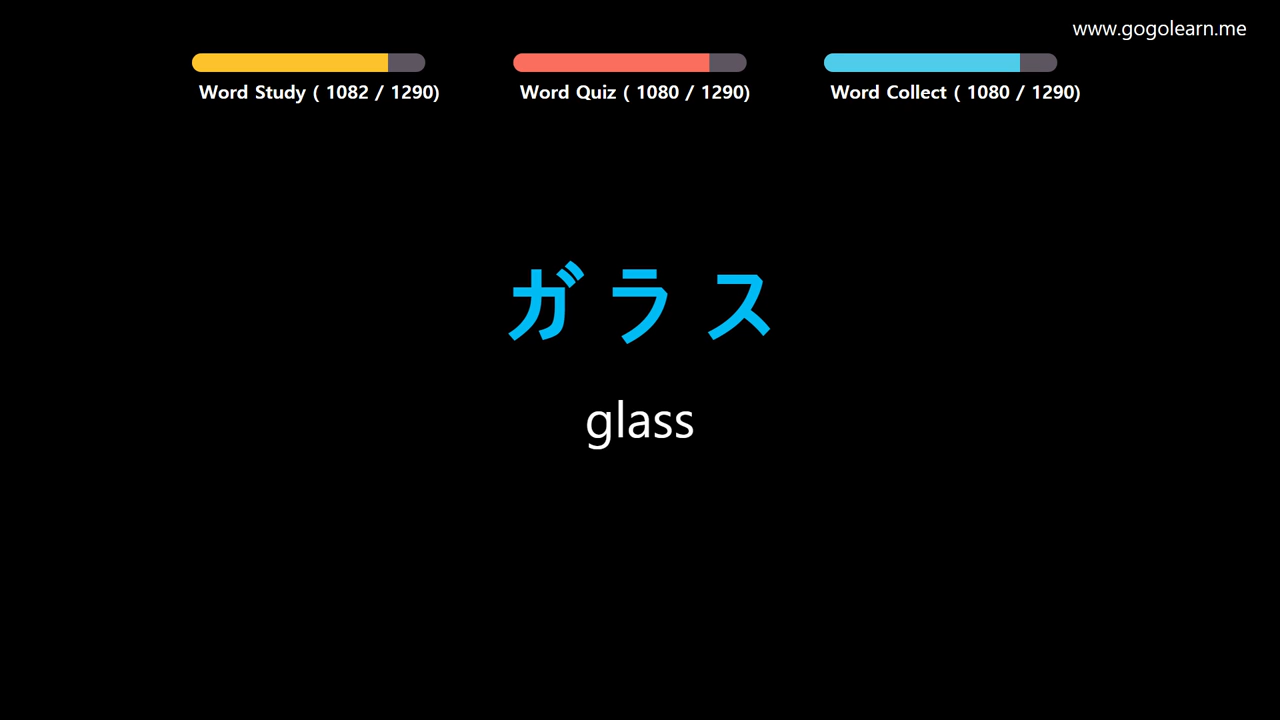 www.gogolearn.me
Word Study ( 1082 / 1290)
Word Quiz ( 1080 / 1290)
Word Collect ( 1080 / 1290)
ガラス
glass